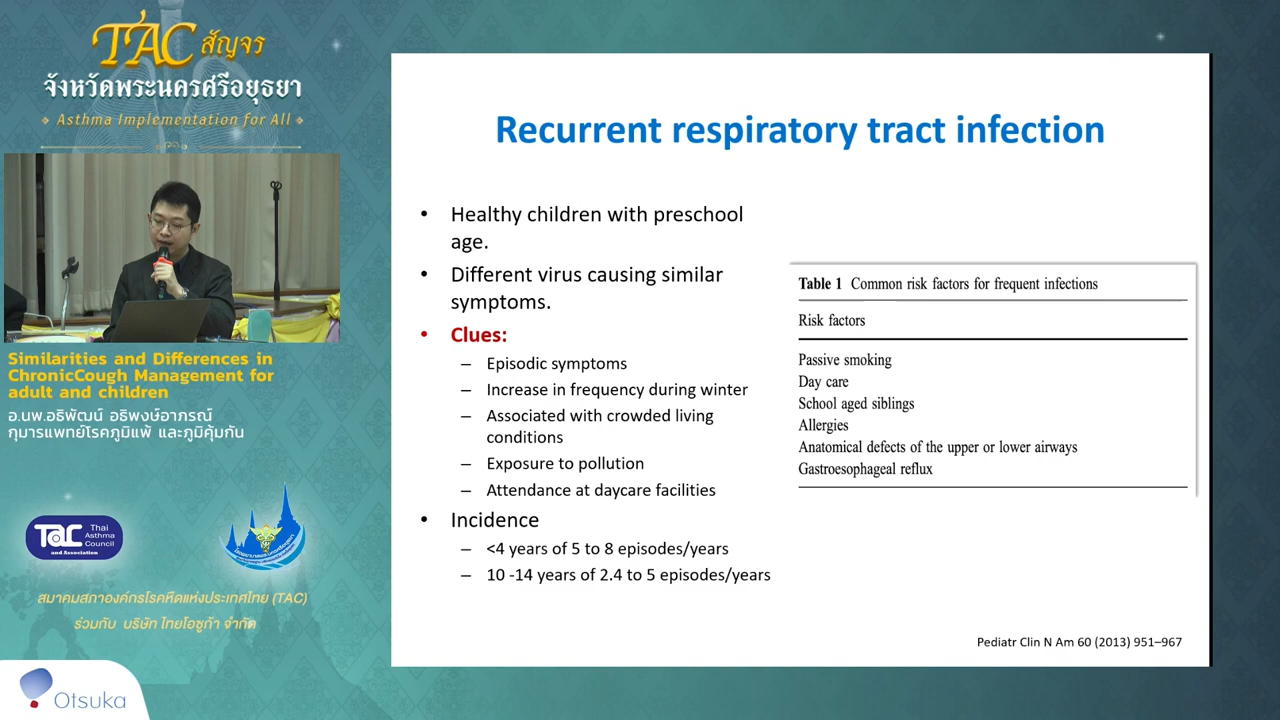 TAC สัญจร
จังหวัดพระนครศรีอยุธยา
Asthma Implementation for All
Similarities and Differences in
ChronicCough Management for
adult and children
อ.นพ.อธิพัฒน์ อธิพงษ์อาภรณ์
กุมารแพทย์โรคภูมิแพ้ และภูมิคุ้มกัน
TAC
Thai
Asthma
Council
and Association
สมาคมสภาองค์กรโรคหืดแห่งประเทศไทย (TAC)
ร่วมกับ บริษัท ไทยโอซูก้า จำกัด
Otsuka
Recurrent respiratory tract infection
• Healthy children with preschool
age.
• Different virus causing similar
symptoms.
• Clues:
– Episodic symptoms
– Increase in frequency during winter
– Associated with crowded living
conditions
– Exposure to pollution
– Attendance at daycare facilities
• Incidence
– <4 years of 5 to 8 episodes/years
– 10 -14 years of 2.4 to 5 episodes/years
Table 1 Common risk factors for frequent infections
Risk factors
Passive smoking
Day care
School aged siblings
Allergies
Anatomical defects of the upper or lower airways
Gastroesophageal reflux
Pediatr Clin N Am 60 (2013) 951–967